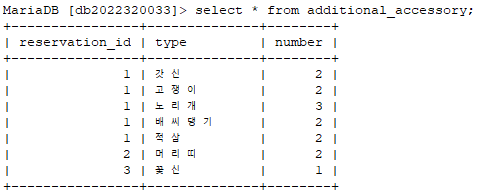 MariaDB [db2022320033]> select * from additional_accessory;
+----------------+--------------+--------+
| reservation_id | type | number |
+----------------+--------------+--------+
| 1 | 갓신 | 2 |
| 1 | 고쟁이 | 2 |
| 1 | 노리개 | 3 |
| 1 | 배씨댕기 | 2 |
| 1 | 적삼 | 2 |
| 2 | 머리띠 | 2 |
| 3 | 꽃신 | 1 |
+----------------+--------------+--------+